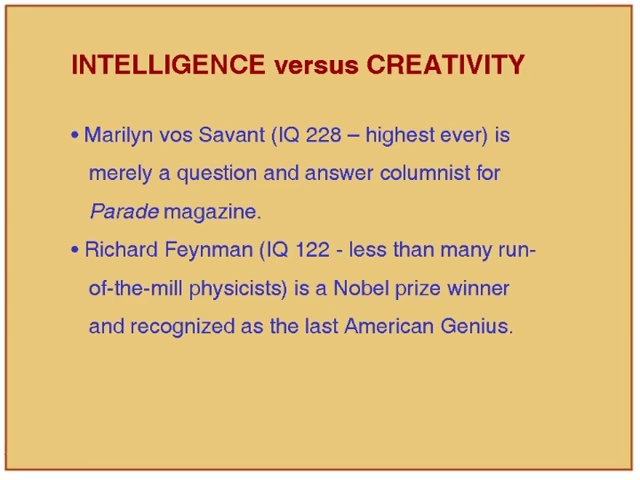 INTELLIGENCE versus CREATIVITY
• Marilyn vos Savant (IQ 228 – highest ever) is
merely a question and answer columnist for
Parade magazine.
• Richard Feynman (IQ 122 - less than many run-
of-the-mill physicists) is a Nobel prize winner
and recognized as the last American Genius.